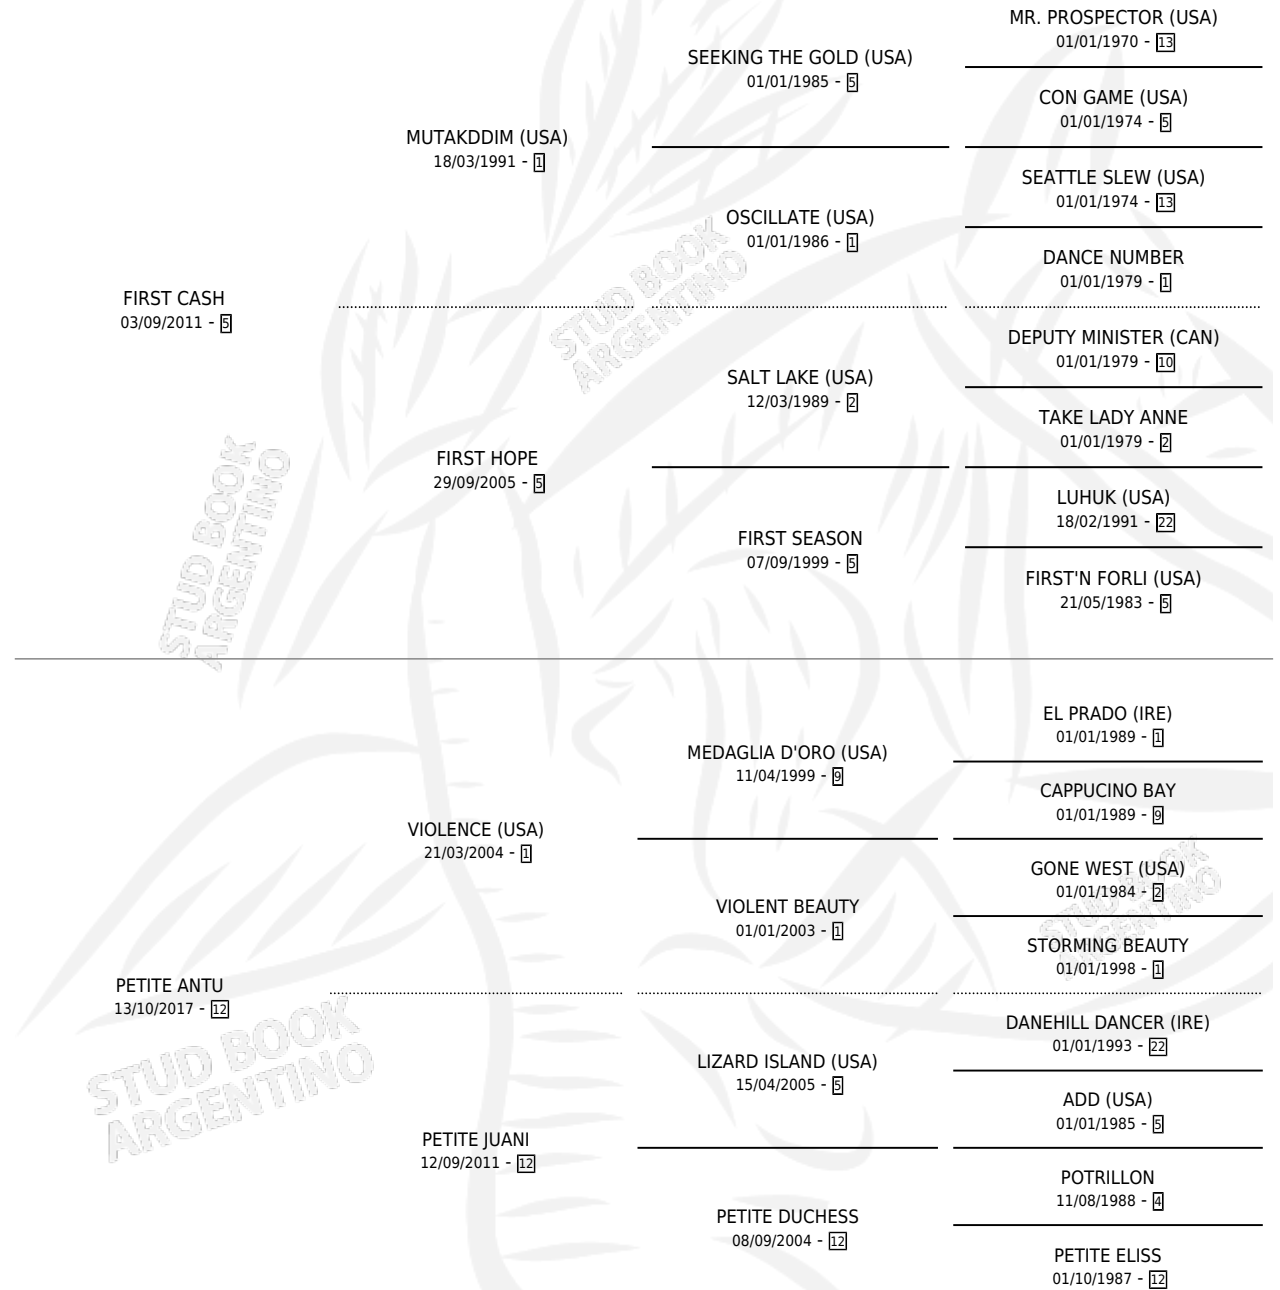 MR. PROSPECTOR (USA)
01/01/1970 - 13
SEEKING THE GOLD (USA)
01/01/1985 - 5
CON GAME (USA)
01/01/1974 - 5
MUTAKDDIM (USA)
18/03/1991 - 1
SEATTLE SLEW (USA)
01/01/1974 - 13
OSCILLATE (USA)
01/01/1986 - 1
DANCE NUMBER
01/01/1979 - 1
STUD BOOK
ARGENTINO
FIRST CASH
03/09/2011 - 5
DEPUTY MINISTER (CAN)
01/01/1979 - 10
SALT LAKE (USA)
12/03/1989 - 2
TAKE LADY ANNE
01/01/1979 - 2
FIRST HOPE
29/09/2005 - 5
LUHUK (USA)
18/02/1991 - 22
FIRST SEASON
07/09/1999 - 5
FIRST'N FORLI (USA)
21/05/1983 - 5
STUD BOOK
ARGENTINO
EL PRADO (IRE)
01/01/1989 - 1
MEDAGLIA D'ORO (USA)
11/04/1999 - 9
CAPPUCINO BAY
01/01/1989 - 9
VIOLENCE (USA)
21/03/2004 - 1
GONE WEST (USA)
01/01/1984 - 2
VIOLENT BEAUTY
01/01/2003 - 1
STORMING BEAUTY
01/01/1998 - 1
STUD BOOK
ARGENTINO
PETITE ANTU
13/10/2017 - 12
DANEHILL DANCER (IRE)
01/01/1993 - 22
LIZARD ISLAND (USA)
15/04/2005 - 5
ADD (USA)
01/01/1985 - 5
STUD BOOK
ARGENTINO
PETITE JUANI
12/09/2011 - 12
POTRILLON
11/08/1988 - 4
PETITE DUCHESS
08/09/2004 - 12
PETITE ELISS
01/10/1987 - 12